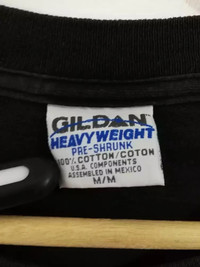 GILDAN
HEAVYWEIGHT
PRE-SHRUNK
100% COTTON/COTON
U.S.A. COMPONENTS
ASSEMBLED IN MEXICO
M/M